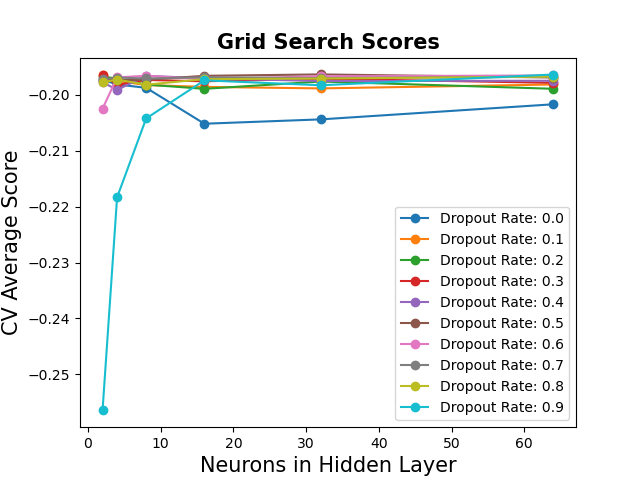 Grid Search Scores
CV Average Score
−0.20
−0.21
−0.22
−0.23
−0.24
−0.25
Dropout Rate: 0.0
Dropout Rate: 0.1
Dropout Rate: 0.2
Dropout Rate: 0.3
Dropout Rate: 0.4
Dropout Rate: 0.5
Dropout Rate: 0.6
Dropout Rate: 0.7
Dropout Rate: 0.8
Dropout Rate: 0.9
0 10 20 30 40 50 60
Neurons in Hidden Layer